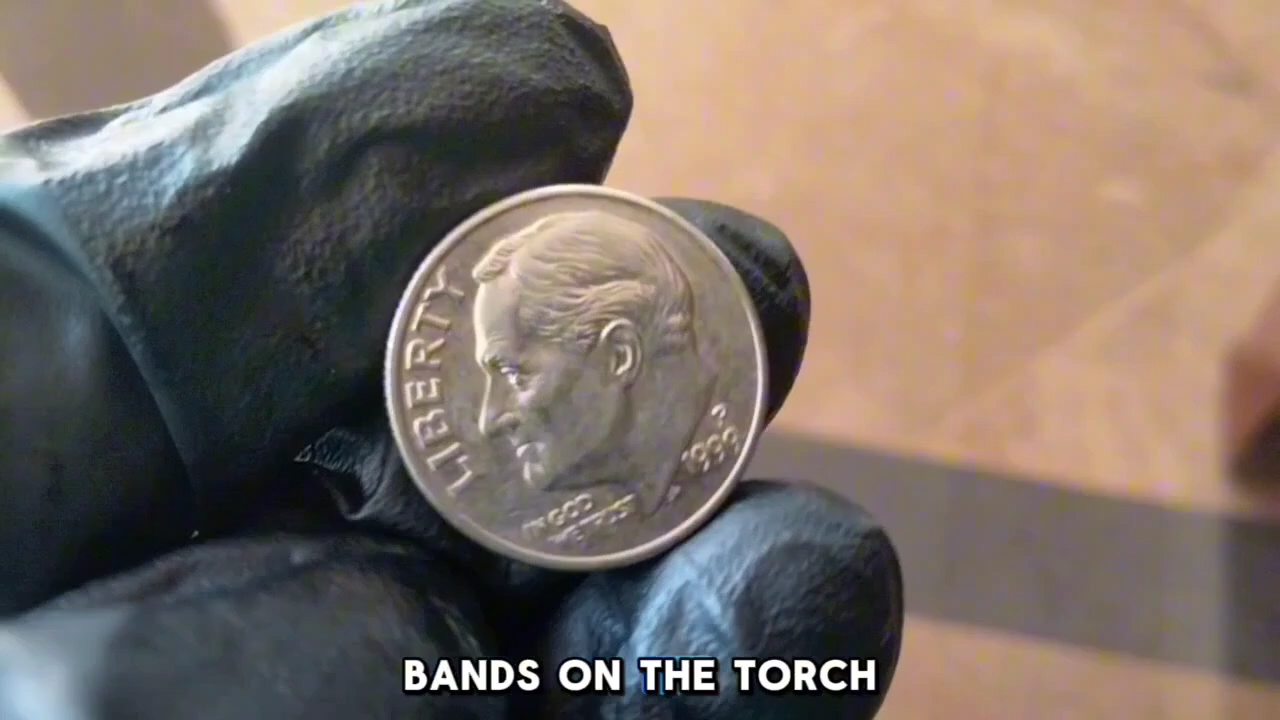 LIBERTY
IN GOD
WE TRUST
1999
P
BANDS ON THE TORCH